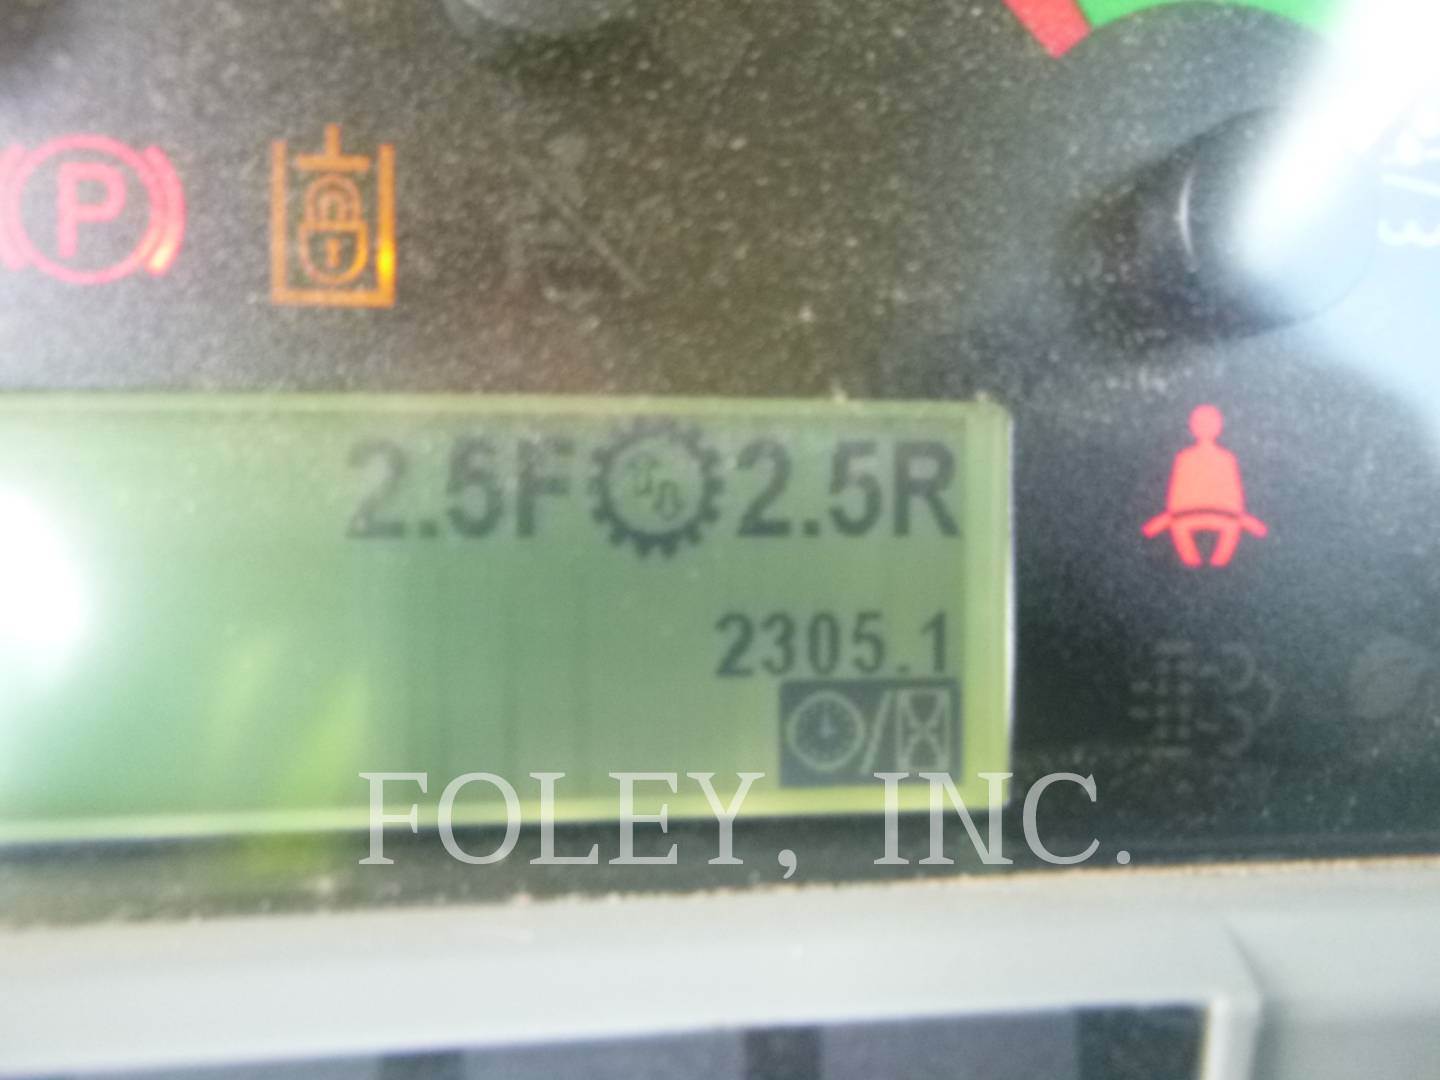 P
2.5F 2.5R
2305.1
FOLEY, INC.